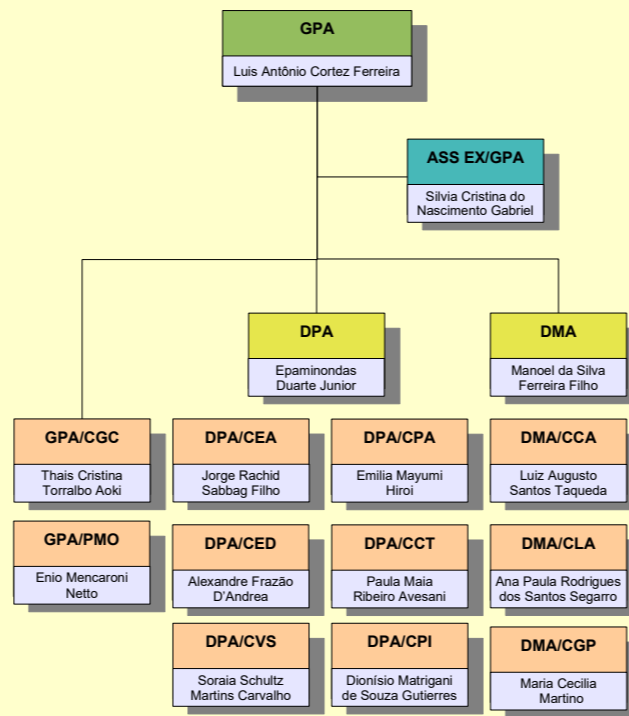 GPA
Luis Antônio Cortez Ferreira
ASS EX/GPA
Silvia Cristina do
Nascimento Gabriel
DPA
Epaminondas
Duarte Junior
DMA
Manoel da Silva
Ferreira Filho
GPA/CGC
Thais Cristina
Torralbo Aoki
DPA/CEA
Jorge Rachid
Sabbag Filho
DPA/CPA
Emilia Mayumi
Hiroi
DMA/CCA
Luiz Augusto
Santos Taqueda
GPA/PMO
Enio Mencaroni
Netto
DPA/CED
Alexandre Frazão
D'Andrea
DPA/CCT
Paula Maia
Ribeiro Avesani
DMA/CLA
Ana Paula Rodrigues
dos Santos Segarro
DPA/CVS
Soraia Schultz
Martins Carvalho
DPA/CPI
Dionísio Matrigani
de Souza Gutierres
DMA/CGP
Maria Cecilia
Martino